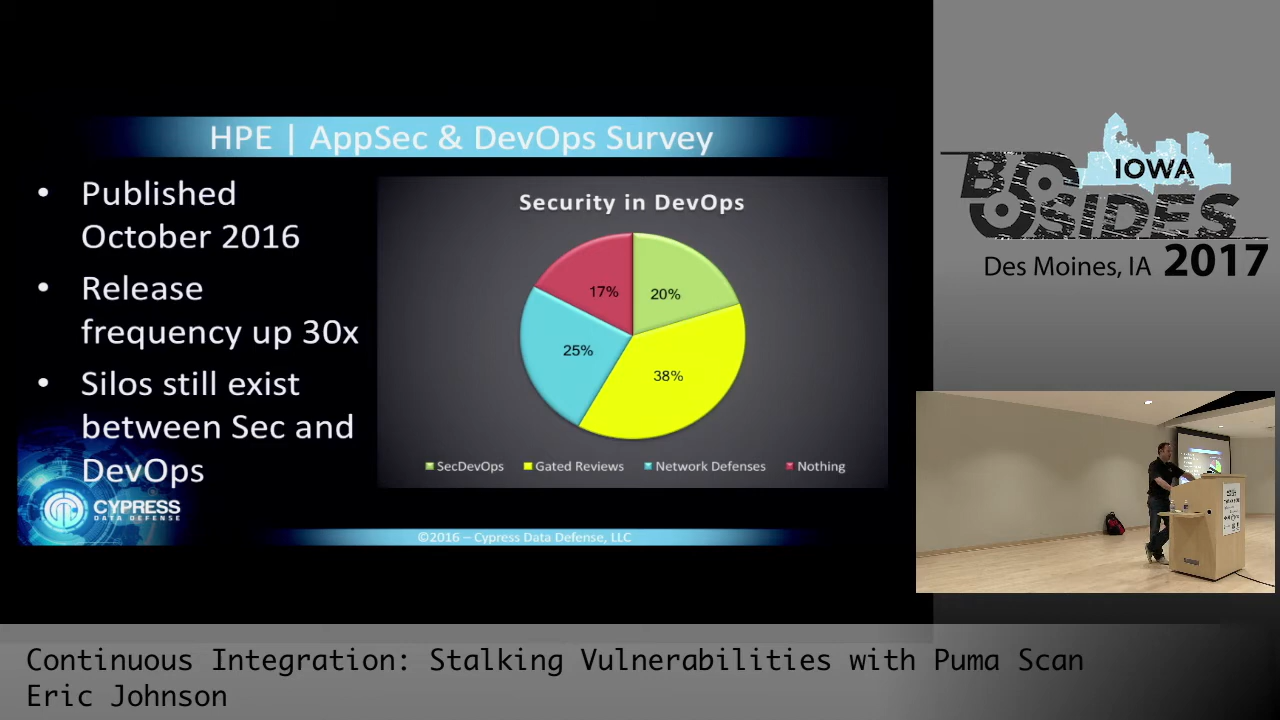 HPE | AppSec & DevOps Survey
• Published
October 2016
• Release
frequency up 30x
• Silos still exist
between Sec and
DevOps
Security in DevOps
17%
20%
25%
38%
SecDevOps
Gated Reviews
Network Defenses
Nothing
CYPRESS
DATA DEFENSE
©2016 – Cypress Data Defense, LLC
IOWA
BSIDES
Des Moines, IA 2017
Continuous Integration: Stalking Vulnerabilities with Puma Scan
Eric Johnson